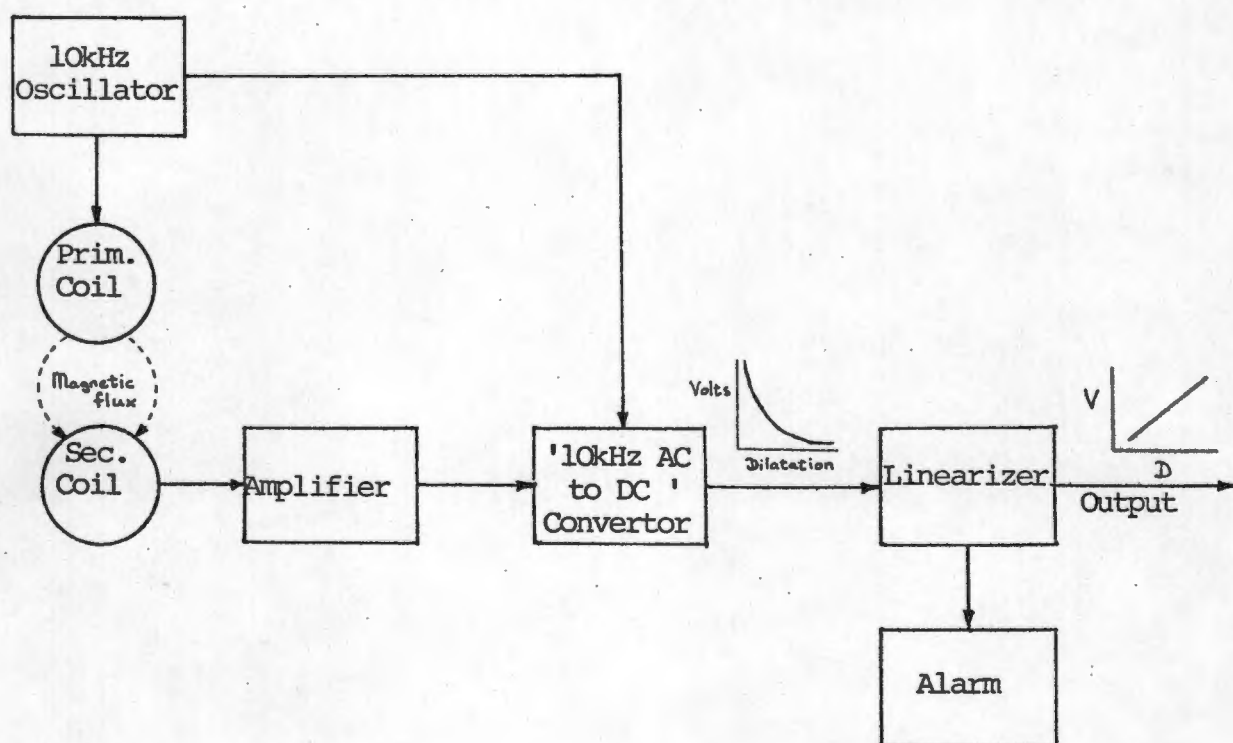 10kHz
Oscillator
Prim.
Coil
Magnetic
flux
Sec.
Coil
Amplifier
'10kHz AC
to DC '
Convertor
Volts
Dilatation
Linearizer
V
D
Output
Alarm